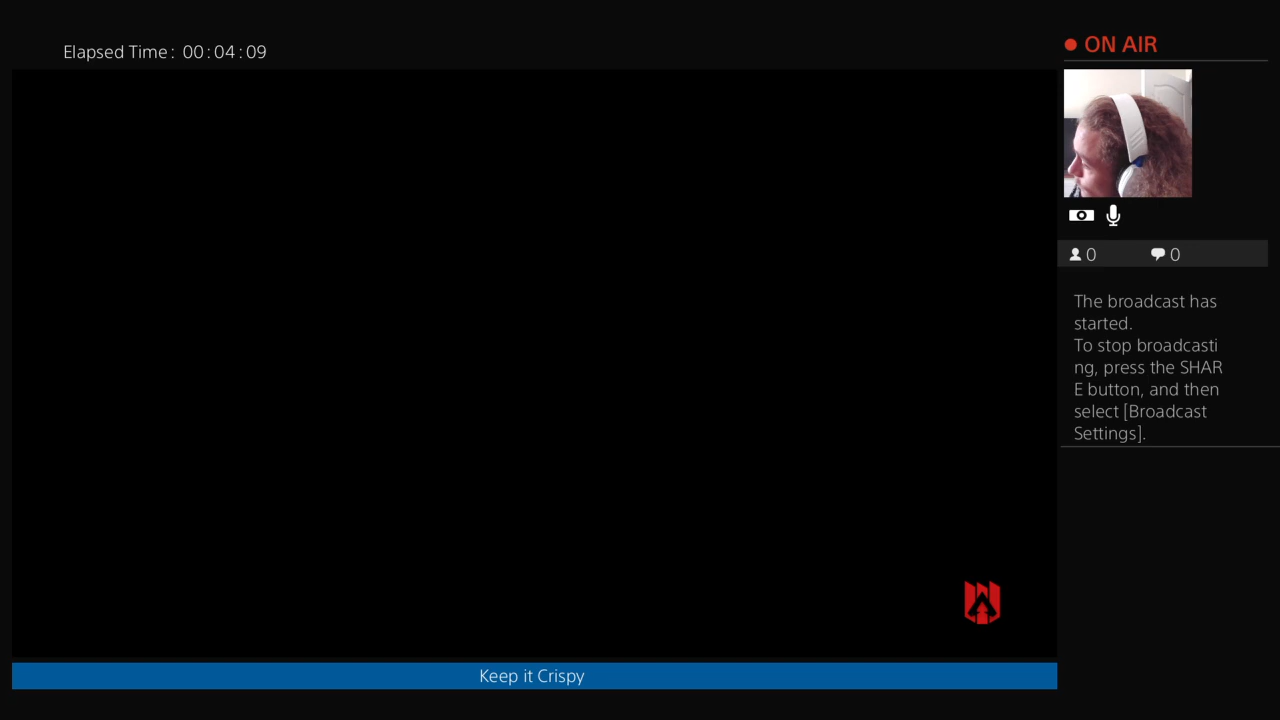 Elapsed Time: 00:04:09
ON AIR
0 0
The broadcast has
started.
To stop broadcasti
ng, press the SHAR
E button, and then
select [Broadcast
Settings].
Keep it Crispy